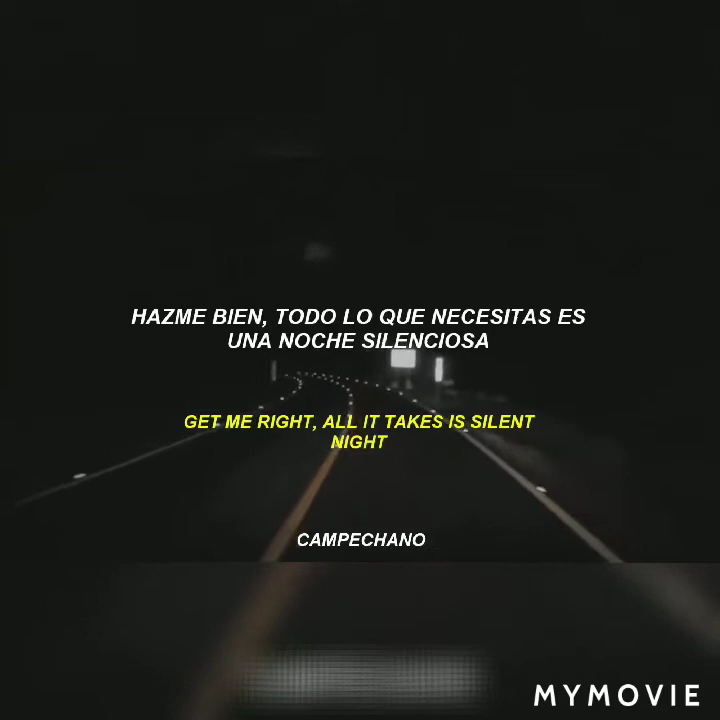 HAZME BIEN, TODO LO QUE NECESITAS ES
UNA NOCHE SILENCIOSA
GET ME RIGHT, ALL IT TAKES IS SILENT
NIGHT
CAMPECHANO
MYMOVIE